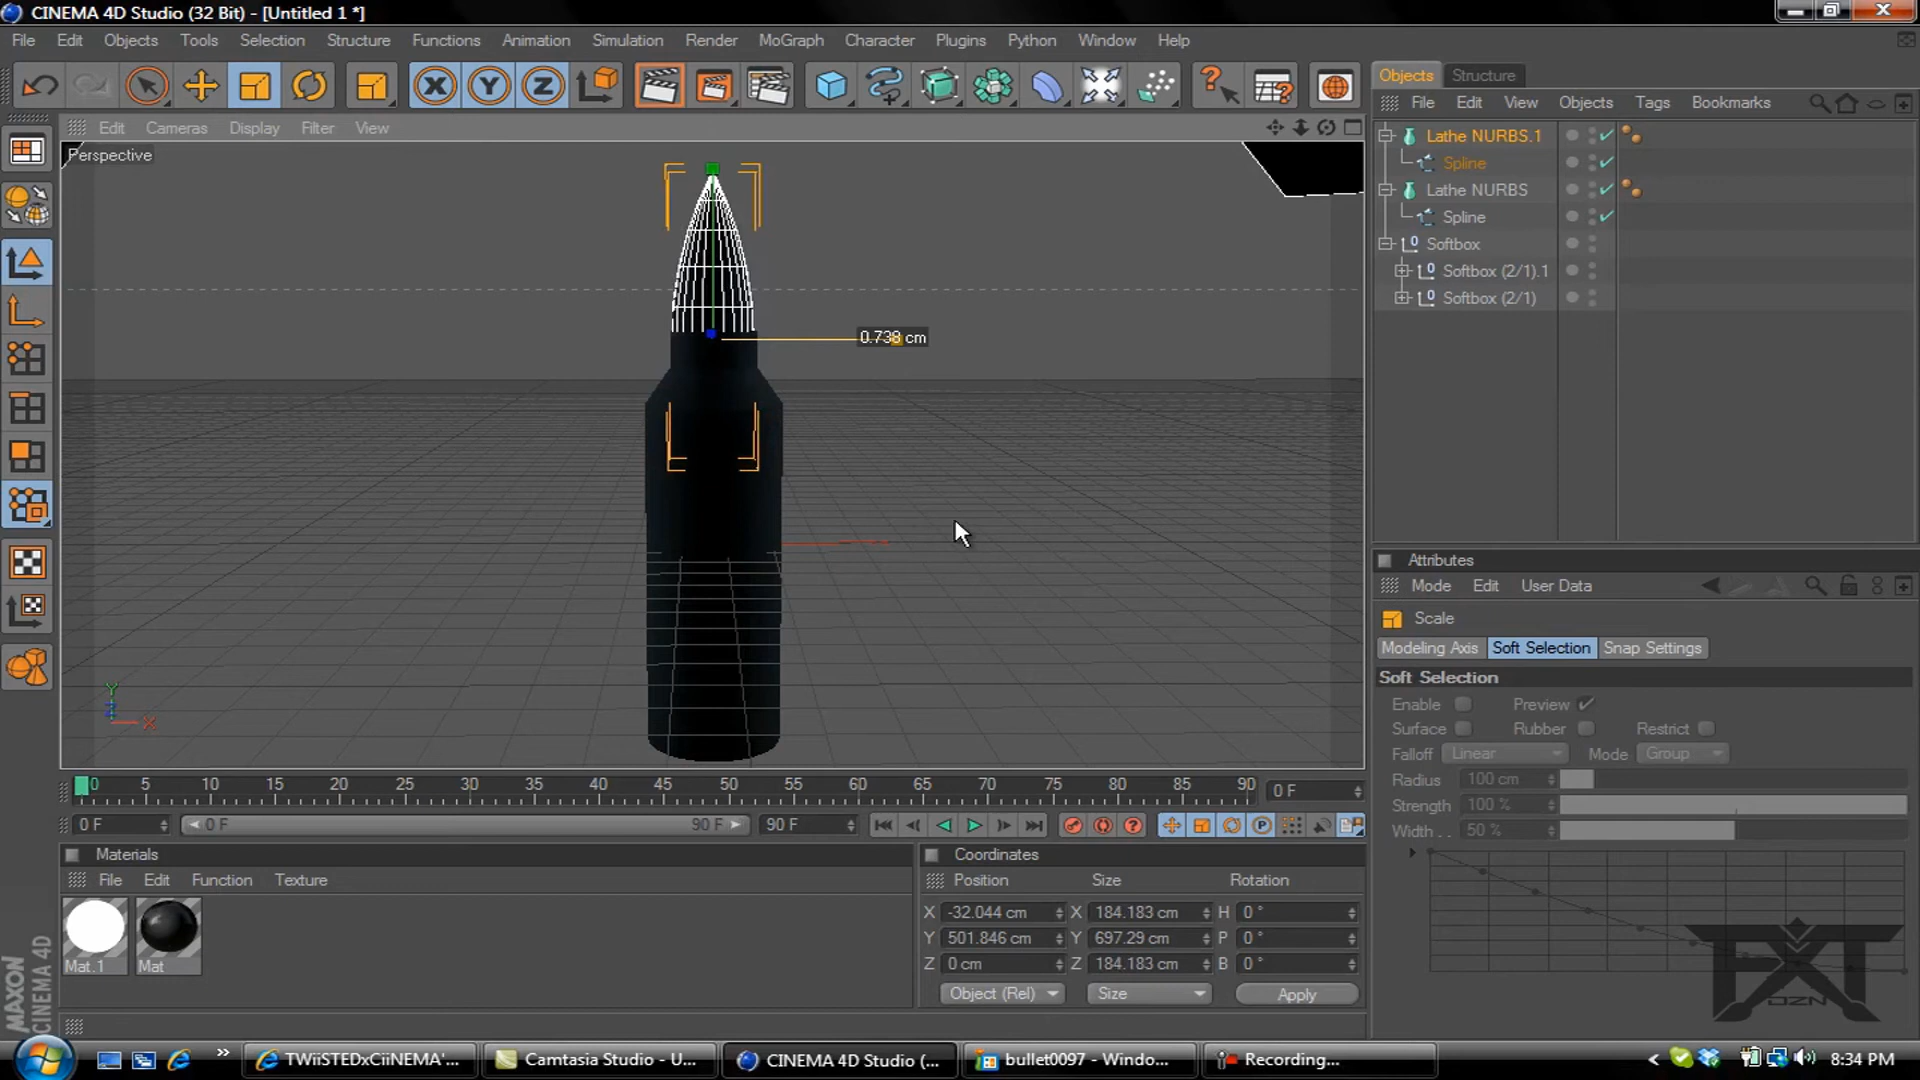 CINEMA 4D Studio (32 Bit) - [Untitled 1 *]
File Edit Objects Tools Selection Structure Functions Animation Simulation Render MoGraph Character Plugins Python Window Help
X Y Z
Objects Structure
File Edit View Objects Tags Bookmarks
Edit Cameras Display Filter View
Perspective
Lathe NURBS.1
Spline
Lathe NURBS
Spline
Softbox
Softbox (2/1).1
Softbox (2/1)
0.738 cm
Y
Z
X
Attributes
Mode Edit User Data
Scale
Modeling Axis Soft Selection Snap Settings
Soft Selection
Enable Preview
Surface Rubber Restrict
Falloff Linear Mode Group
Radius 100 cm
Strength 100 %
Width . . 50 %
0 5 10 15 20 25 30 35 40 45 50 55 60 65 70 75 80 85 90 0 F
0 F 0 F 90 F 90 F
Materials
File Edit Function Texture
Mat.1 Mat
Coordinates
Position Size Rotation
X -32.044 cm X 184.183 cm H 0 °
Y 501.846 cm Y 697.29 cm P 0 °
Z 0 cm Z 184.183 cm B 0 °
Object (Rel) Size Apply
MAXON
CINEMA 4D
FXT
DZN
TWiiSTEDxCiiNEMA'... Camtasia Studio - U... CINEMA 4D Studio (... bullet0097 - Windo... Recording... 8:34 PM